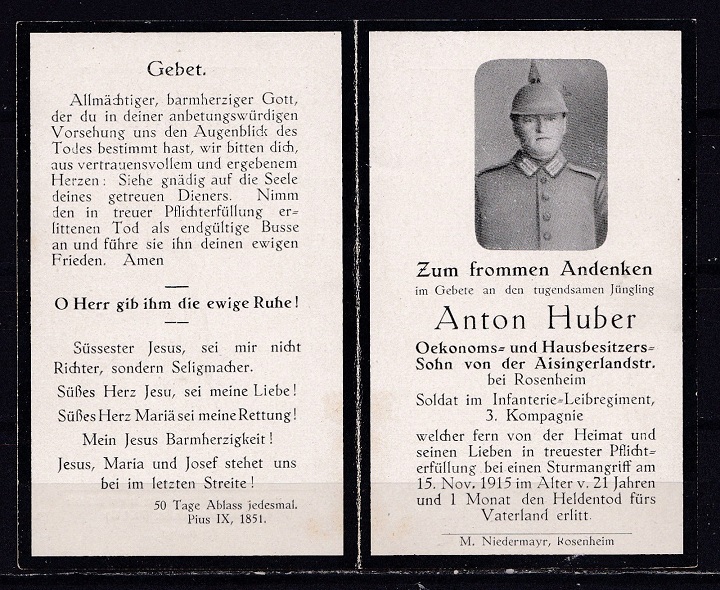 Gebet.
Allmächtiger, barmherziger Gott,
der du in deiner anbetungswürdigen
Vorsehung uns den Augenblick des
Todes bestimmt hast, wir bitten dich,
aus vertrauensvollem und ergebenem
Herzen: Siehe gnädig auf die Seele
deines getreuen Dieners. Nimm
den in treuer Pflichterfüllung er=
littenen Tod als endgültige Busse
an und führe sie ihn deinen ewigen
Frieden. Amen
O Herr gib ihm die ewige Ruhe!
Süssester Jesus, sei mir nicht
Richter, sondern Seligmacher.
Süßes Herz Jesu, sei meine Liebe!
Süßes Herz Mariä sei meine Rettung!
Mein Jesus Barmherzigkeit!
Jesus, Maria und Josef stehet uns
bei im letzten Streite!
50 Tage Ablass jedesmal.
Pius IX, 1851.
Zum frommen Andenken
im Gebete an den tugendsamen Jüngling
Anton Huber
Oekonoms= und Hausbesitzers=
Sohn von der Aisingerlandstr.
bei Rosenheim
Soldat im Infanterie=Leibregiment,
3. Kompagnie
welcher fern von der Heimat und
seinen Lieben in treuester Pflicht=
erfüllung bei einen Sturmangriff am
15. Nov. 1915 im Alter v. 21 Jahren
und 1 Monat den Heldentod fürs
Vaterland erlitt.
M. Niedermayr, Rosenheim